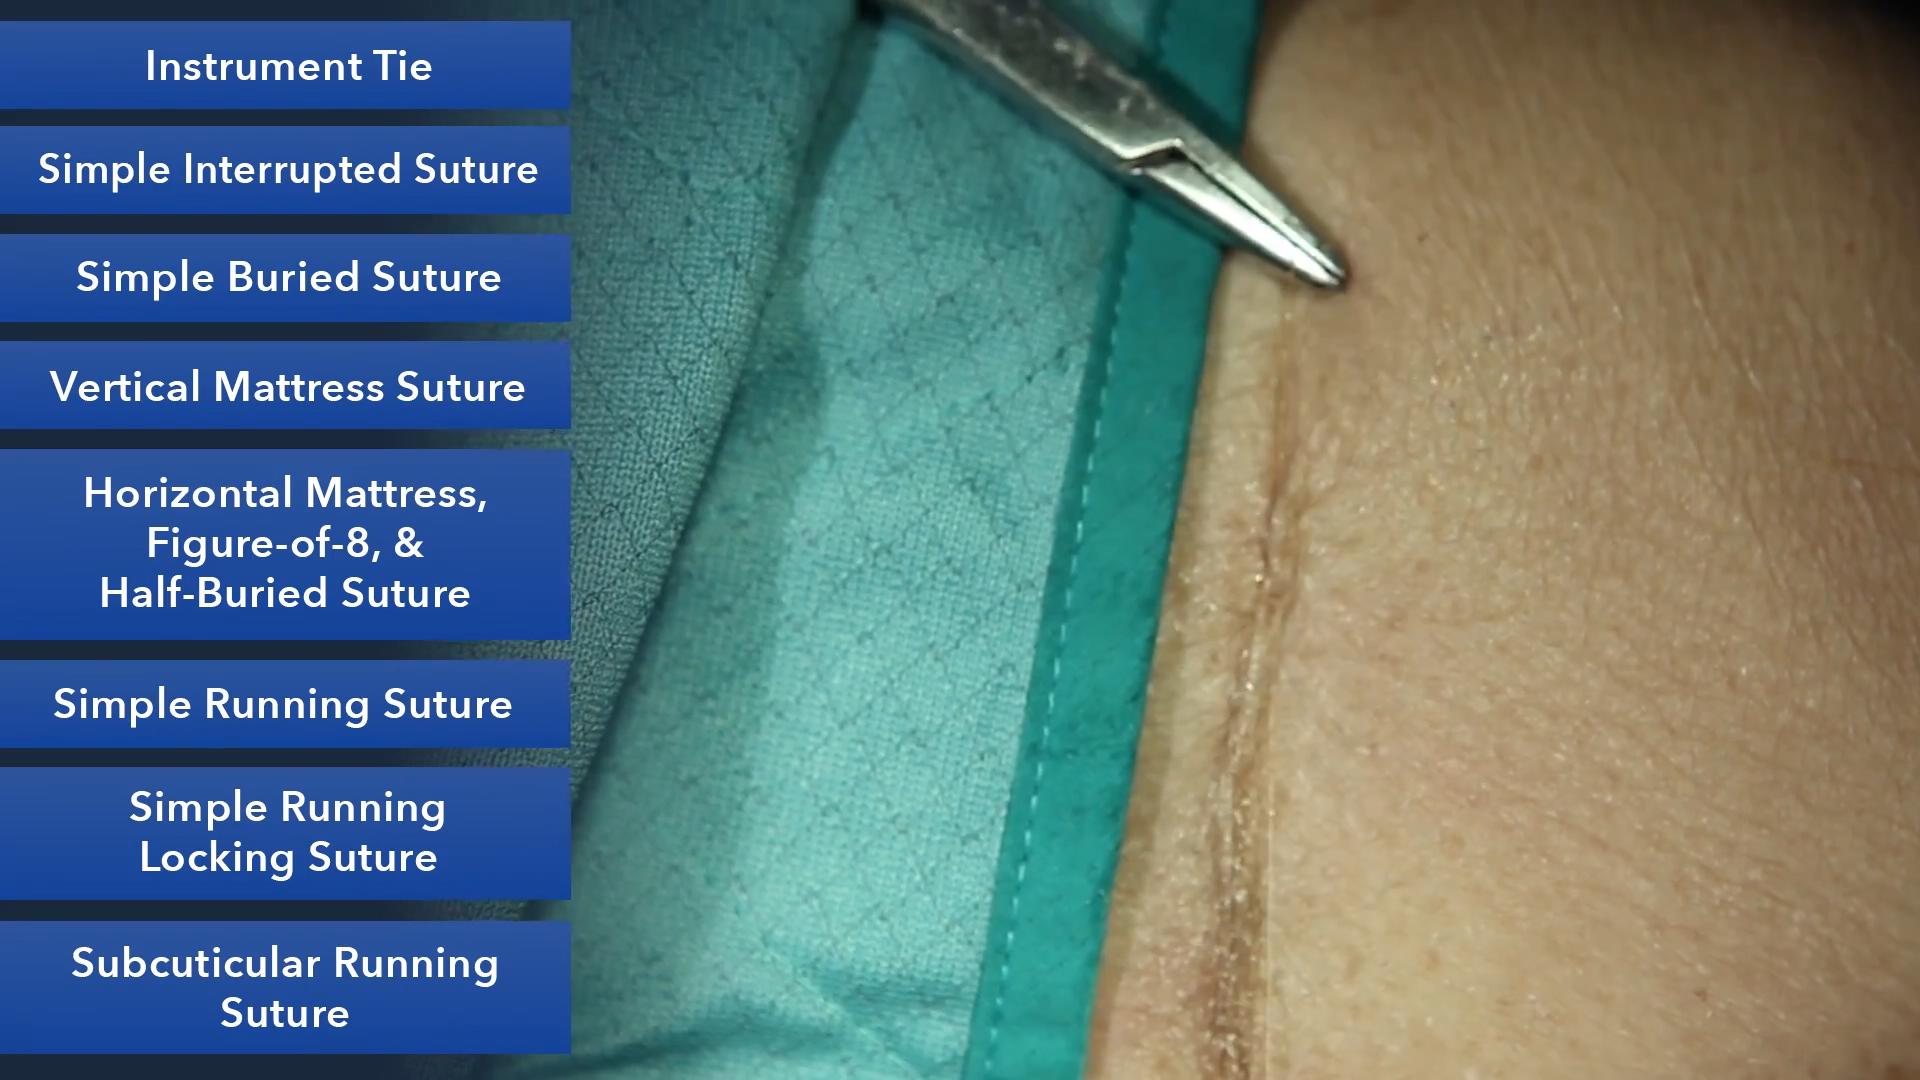 Instrument Tie
Simple Interrupted Suture
Simple Buried Suture
Vertical Mattress Suture
Horizontal Mattress,
Figure-of-8, &
Half-Buried Suture
Simple Running Suture
Simple Running
Locking Suture
Subcuticular Running
Suture